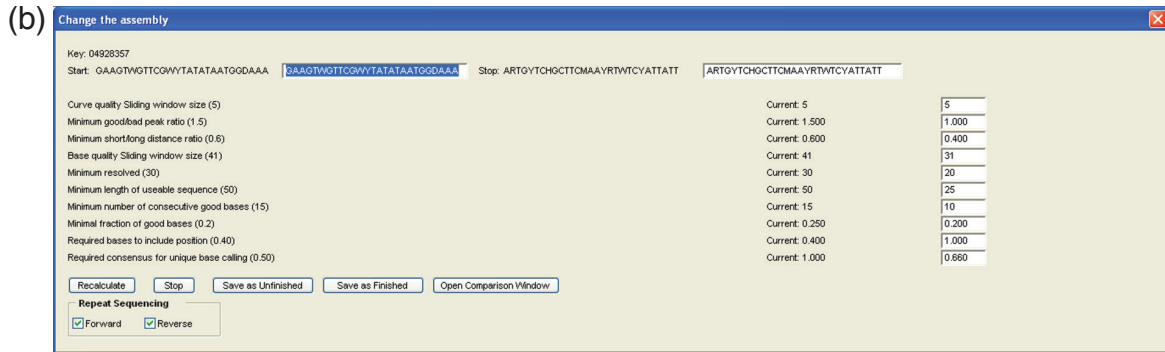 (b)
Change the assembly
Key: 04928357
Start: GAAGTWGTTCGWYTATATAATGGDAAA GAAGTWGTTCGWYTATATAATGGDAAA Stop: ARTGYTCHGCTTCMAAYRTWTCYATTATT ARTGYTCHGCTTCMAAYRTWTCYATTATT
Curve quality Sliding window size (5) Current: 5 5
Minimum good/bad peak ratio (1.5) Current: 1.500 1.000
Minimum short/long distance ratio (0.6) Current: 0.600 0.400
Base quality Sliding window size (41) Current: 41 31
Minimum resolved (30) Current: 30 20
Minimum length of useable sequence (50) Current: 50 25
Minimum number of consecutive good bases (15) Current: 15 10
Minimal fraction of good bases (0.2) Current: 0.250 0.200
Required bases to include position (0.40) Current: 0.400 1.000
Required consensus for unique base calling (0.50) Current: 1.000 0.660
Recalculate Stop Save as Unfinished Save as Finished Open Comparison Window
Repeat Sequencing
Forward Reverse